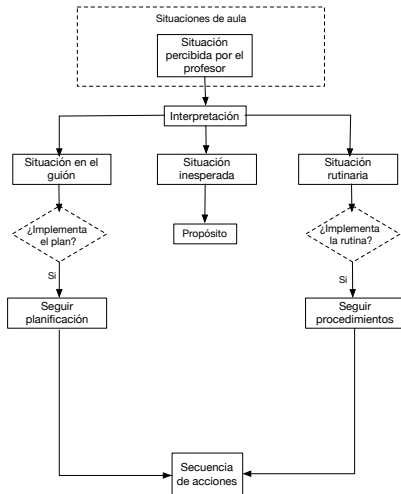 Situaciones de aula
Situación
percibida por el
profesor
Interpretación
Situación en el
guión
Situación
inesperada
Situación
rutinaria
¿Implementa
el plan?
Propósito
¿Implementa
la rutina?
Si
Si
Seguir
planificación
Seguir
procedimientos
Secuencia
de acciones